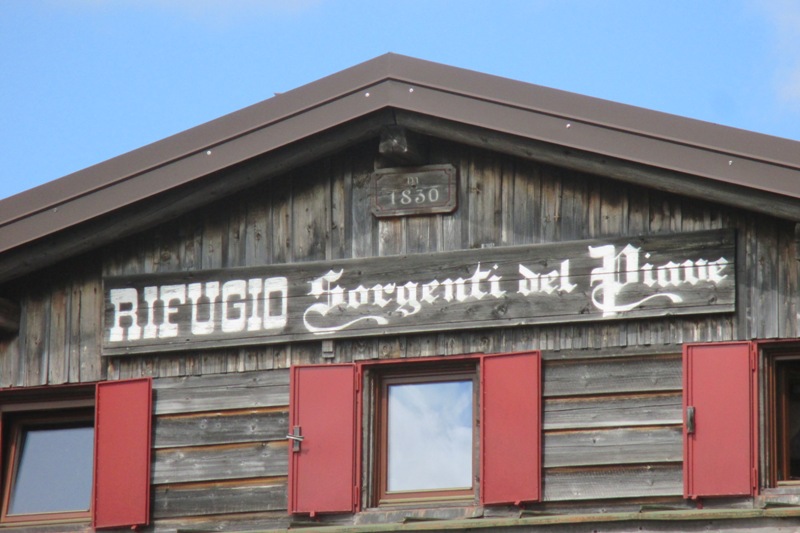 m
1830
RIFUGIO Sorgenti del Piave